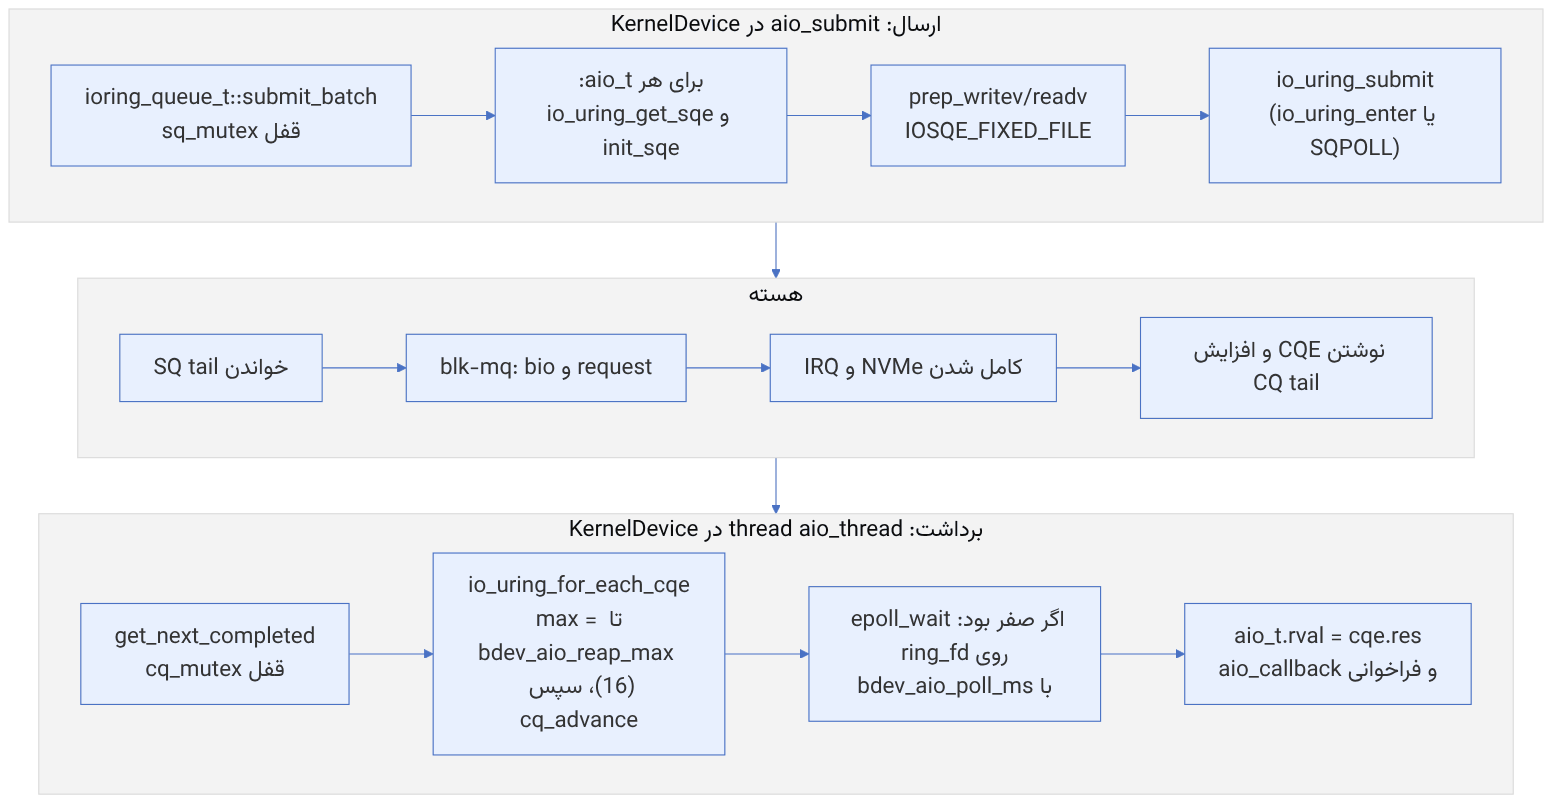 ارسال: aio_submit در KernelDevice
ioring_queue_t::submit_batch
قفل sq_mutex
برای هر aio_t:
io_uring_get_sqe و
init_sqe
prep_writev/readv
IOSQE_FIXED_FILE
io_uring_submit
(io_uring_enter یا
SQPOLL)
هسته
خواندن SQ tail
blk-mq: bio و request
کامل شدن NVMe و IRQ
نوشتن CQE و افزایش
CQ tail
برداشت: thread aio_thread در KernelDevice
get_next_completed
قفل cq_mutex
io_uring_for_each_cqe
تا max =
bdev_aio_reap_max
(16)، سپس
cq_advance
اگر صفر بود: epoll_wait
روی ring_fd
با bdev_aio_poll_ms
aio_t.rval = cqe.res
و فراخوانی aio_callback